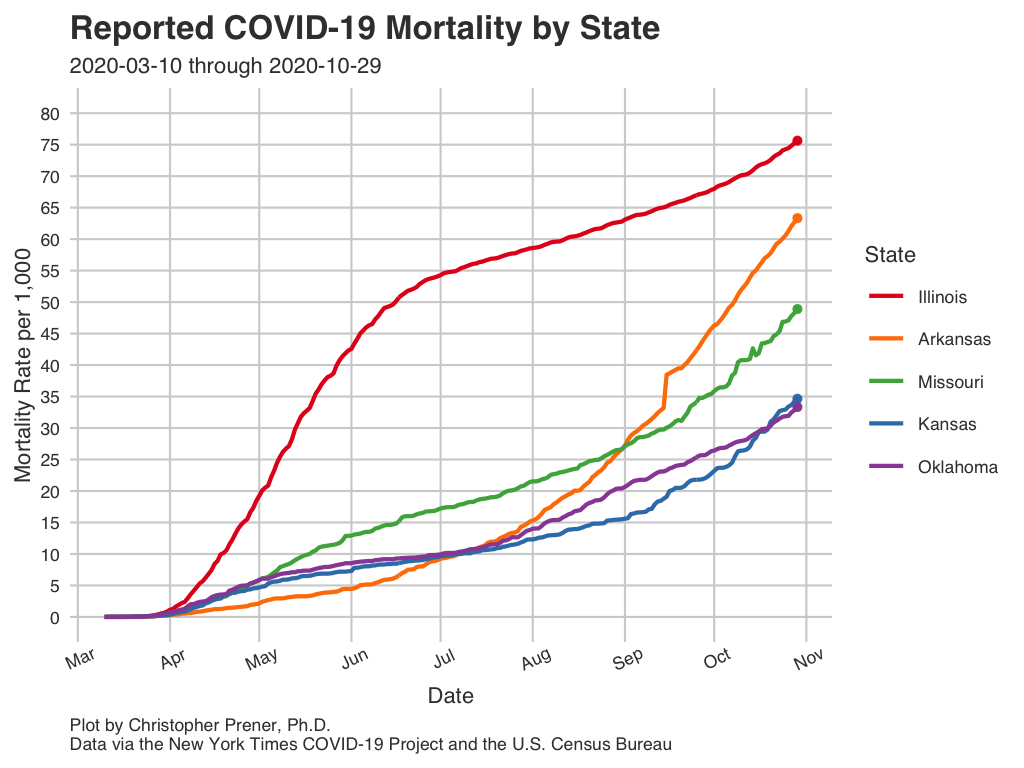 Reported COVID-19 Mortality by State
2020-03-10 through 2020-10-29
Mortality Rate per 1,000
80
75
70
65
60
55
50
45
40
35
30
25
20
15
10
5
0
Mar
Apr
May
Jun
Jul
Aug
Sep
Oct
Nov
Date
State
Illinois
Arkansas
Missouri
Kansas
Oklahoma
Plot by Christopher Prener, Ph.D.
Data via the New York Times COVID-19 Project and the U.S. Census Bureau